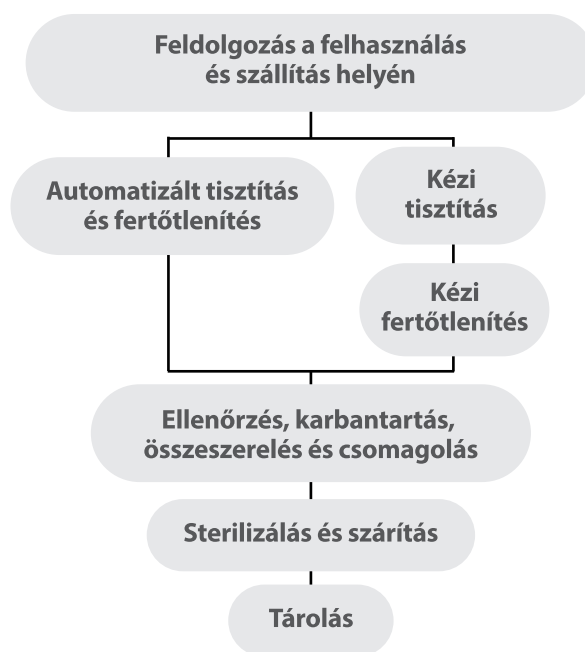 Feldolgozás a felhasználás
és szállítás helyén
Automatizált tisztítás
és fertőtlenítés
Kézi
tisztítás
Kézi
fertőtlenítés
Ellenőrzés, karbantartás,
összeszerelés és csomagolás
Sterilizálás és szárítás
Tárolás